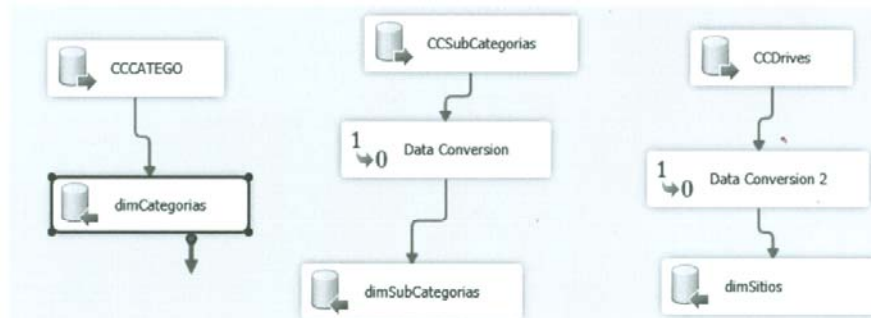 CCCATEGO
dimCategorias
CCSubCategorias
1
0 Data Conversion
dimSubCategorias
CCDrives
1
0 Data Conversion 2
dimSitios